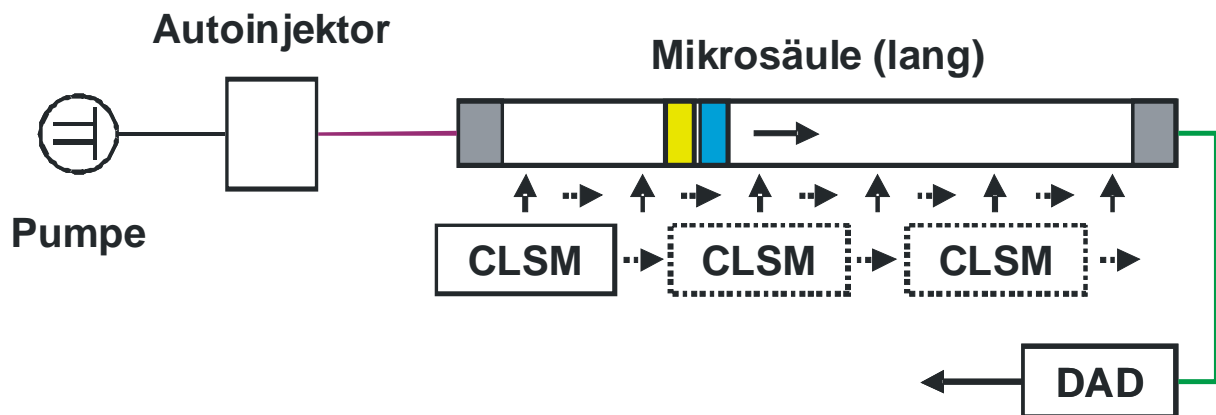 Autoinjektor
Mikrosäule (lang)
Pumpe
CLSM
CLSM
CLSM
DAD